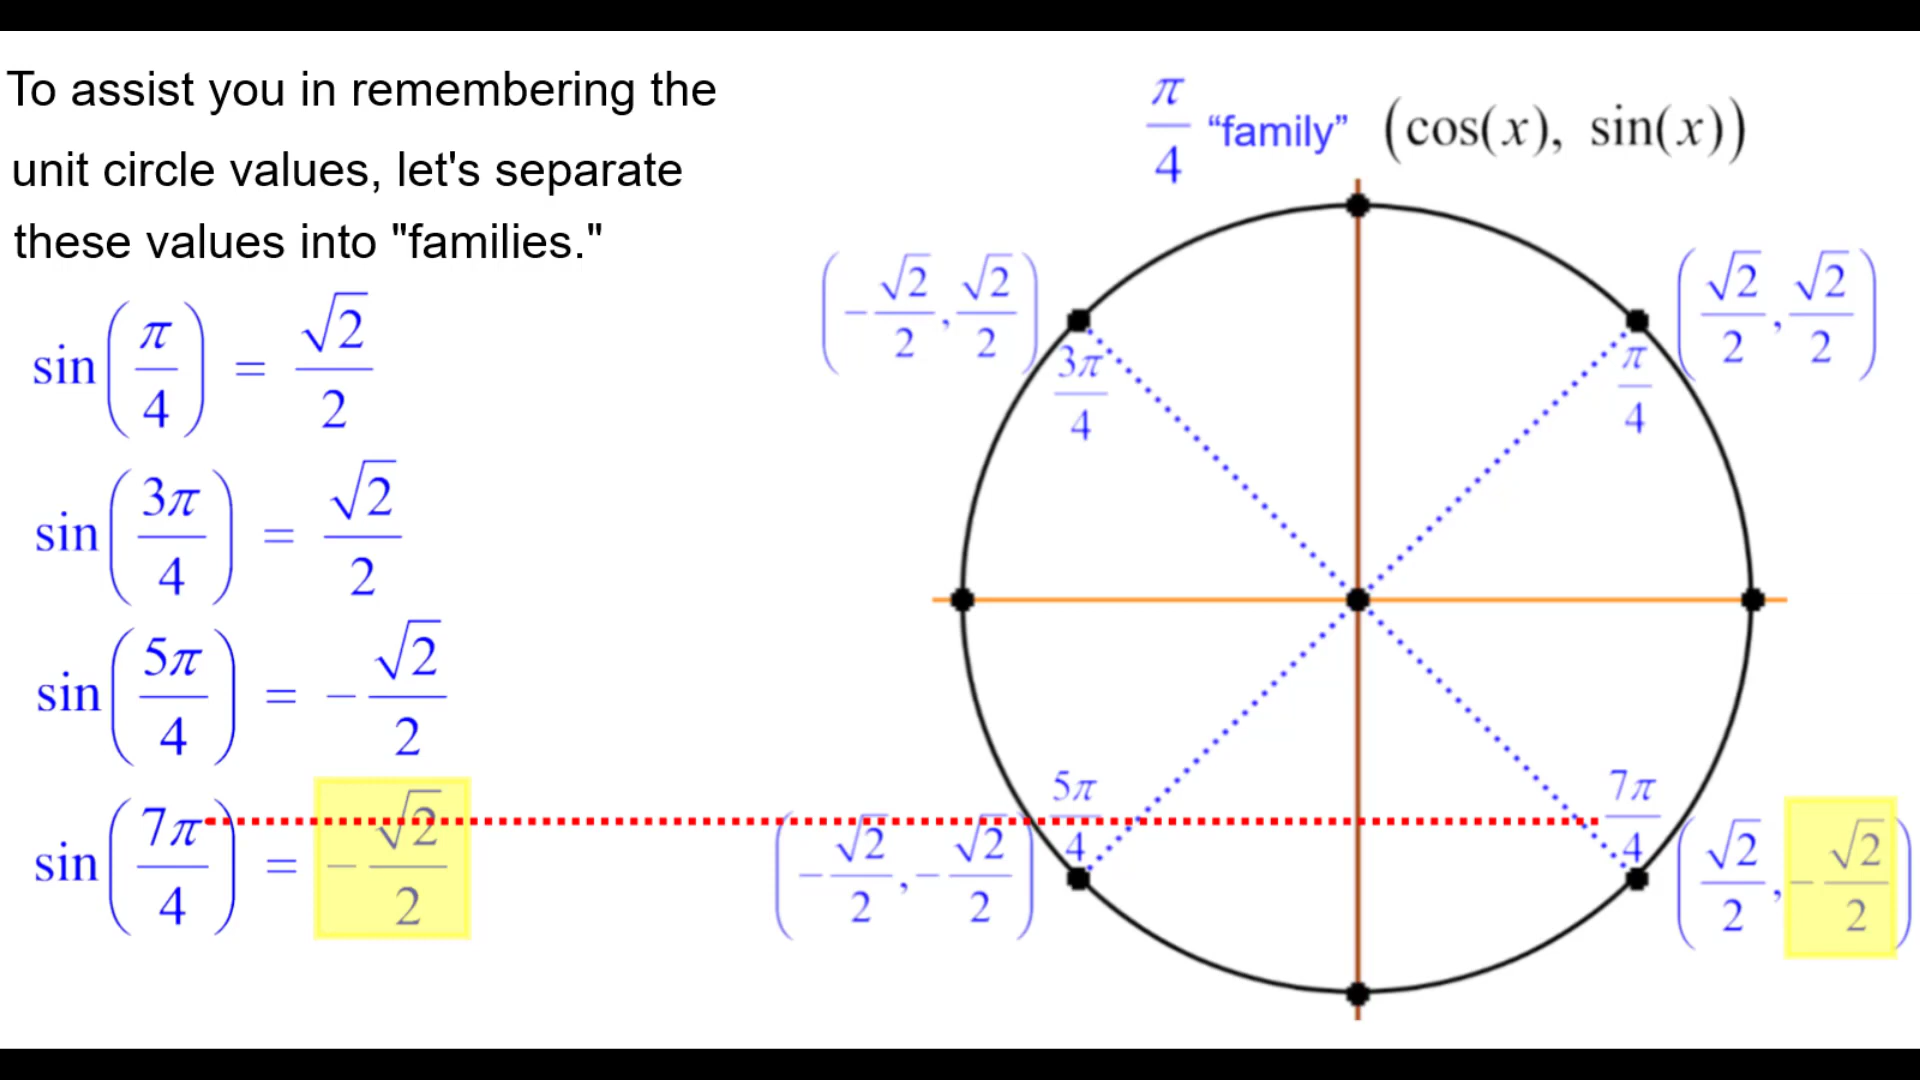 To assist you in remembering the
unit circle values, let's separate
these values into "families."
sin(π/4) = √2/2
sin(3π/4) = √2/2
sin(5π/4) = -√2/2
sin(7π/4) = -√2/2
π/4 “family” (cos(x), sin(x))
(-√2/2, √2/2)
(√2/2, √2/2)
3π/4
π/4
5π/4
7π/4
(-√2/2, -√2/2)
(√2/2, -√2/2)